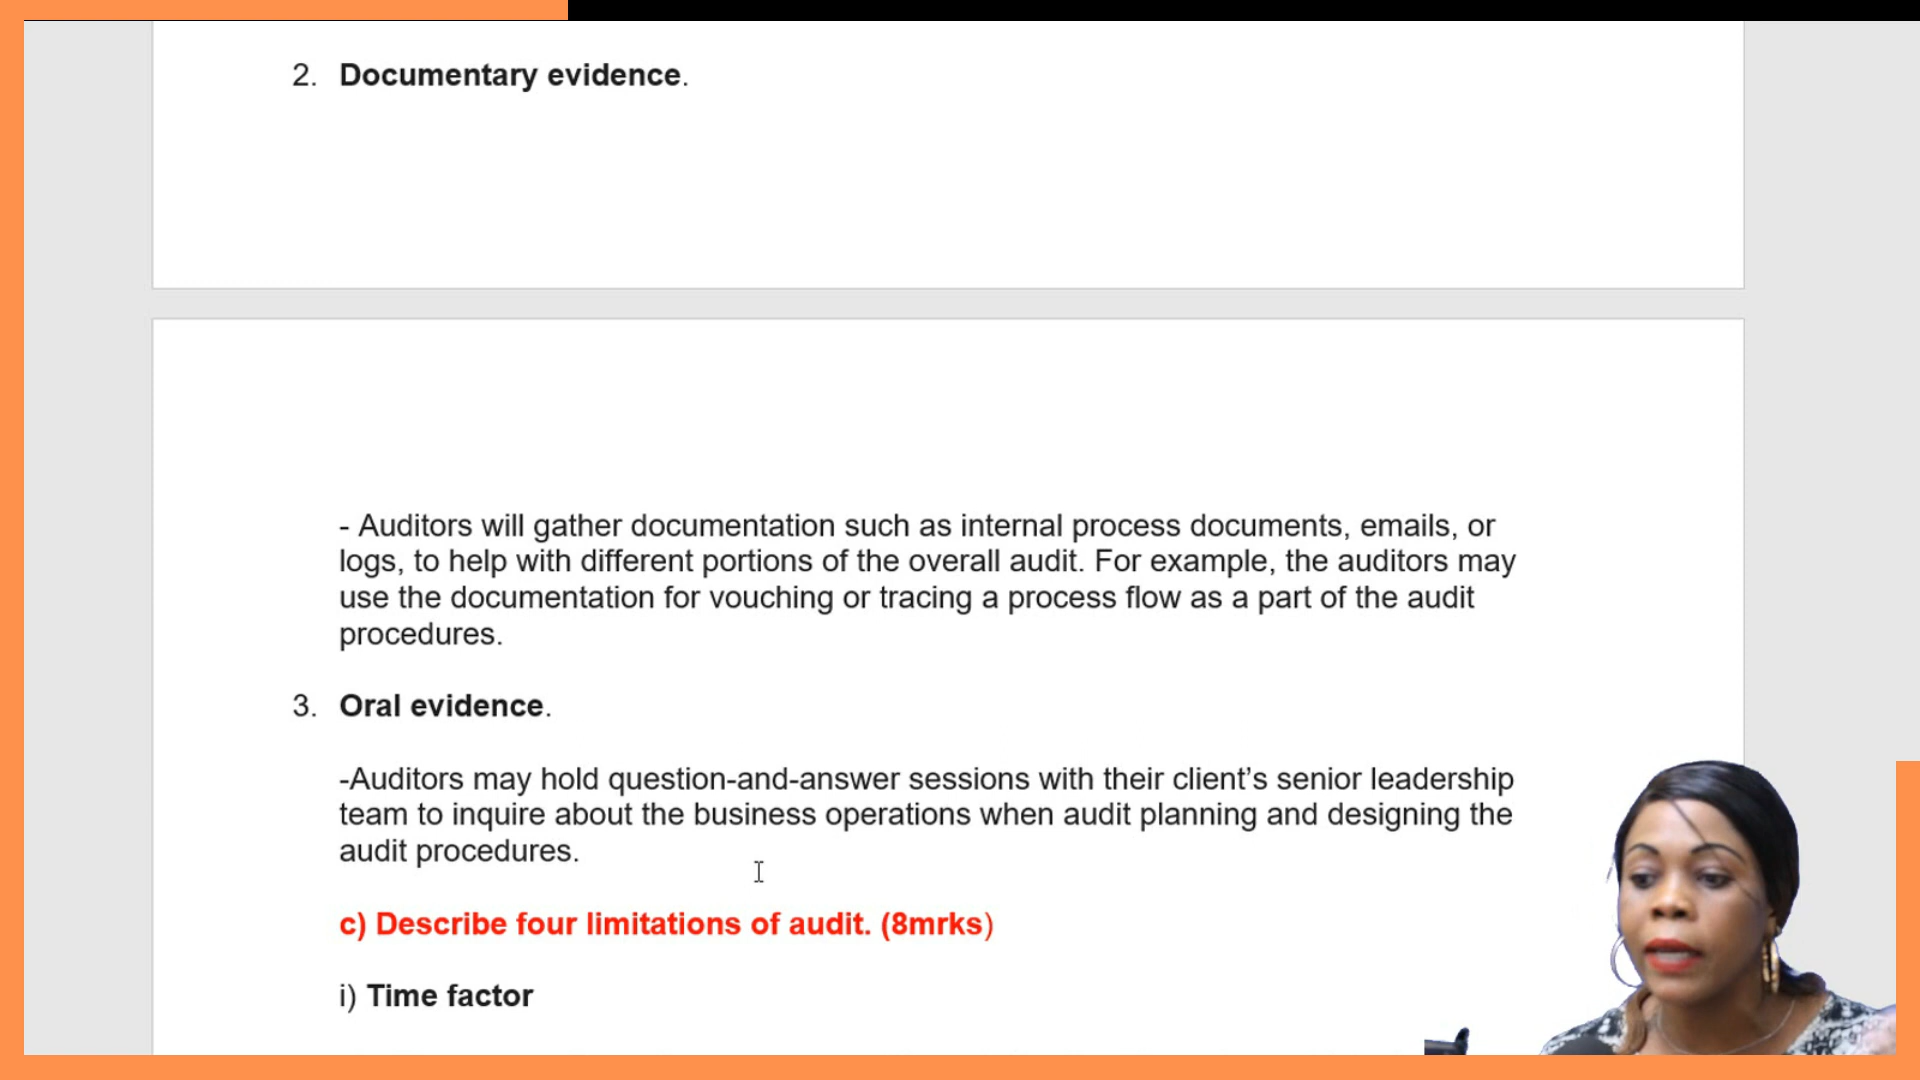 2. Documentary evidence.
- Auditors will gather documentation such as internal process documents, emails, or
logs, to help with different portions of the overall audit. For example, the auditors may
use the documentation for vouching or tracing a process flow as a part of the audit
procedures.
3. Oral evidence.
-Auditors may hold question-and-answer sessions with their client’s senior leadership
team to inquire about the business operations when audit planning and designing the
audit procedures.
c) Describe four limitations of audit. (8mrks)
i) Time factor